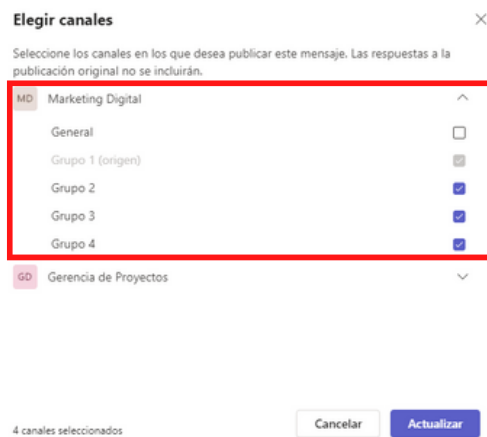 Elegir canales
Seleccione los canales en los que desea publicar este mensaje. Las respuestas a la
publicación original no se incluirán.
MD Marketing Digital
General
Grupo 1 (origen)
Grupo 2
Grupo 3
Grupo 4
GD Gerencia de Proyectos
4 canales seleccionados
Cancelar
Actualizar